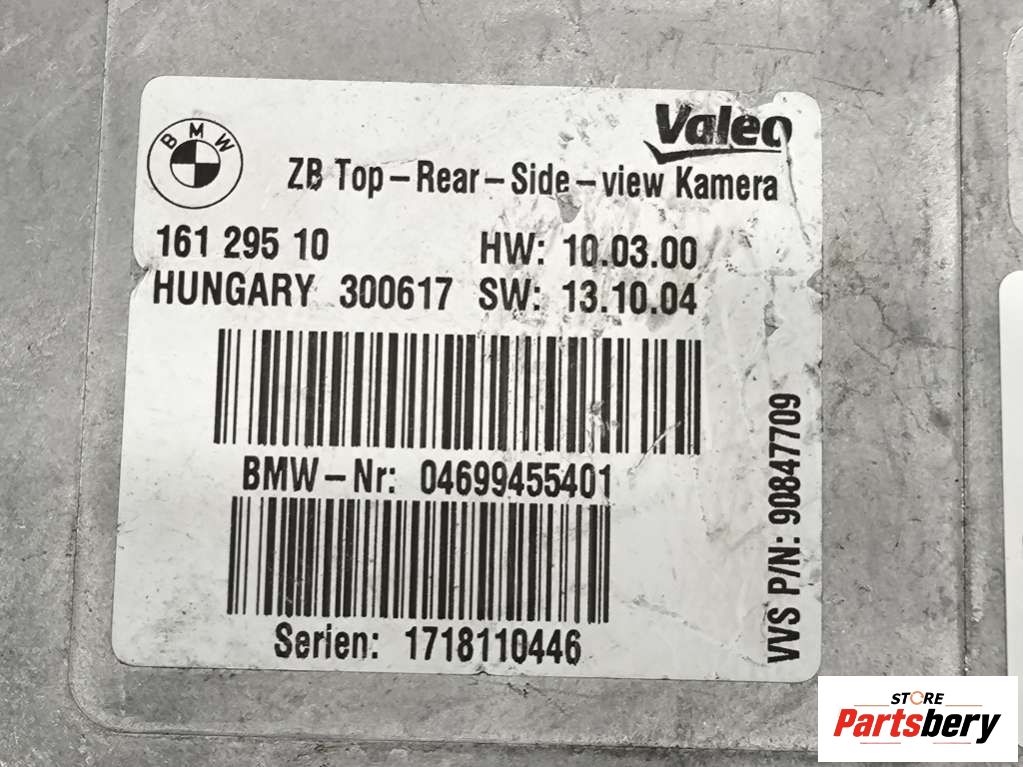 BMW
Valeo
ZB Top-Rear-Side-view Kamera
161 295 10
HW: 10.03.00
HUNGARY 300617
SW: 13.10.04
BMW-Nr: 04699455401
Serien: 1718110446
VVS P/N: 90847709
STORE
Partsbery